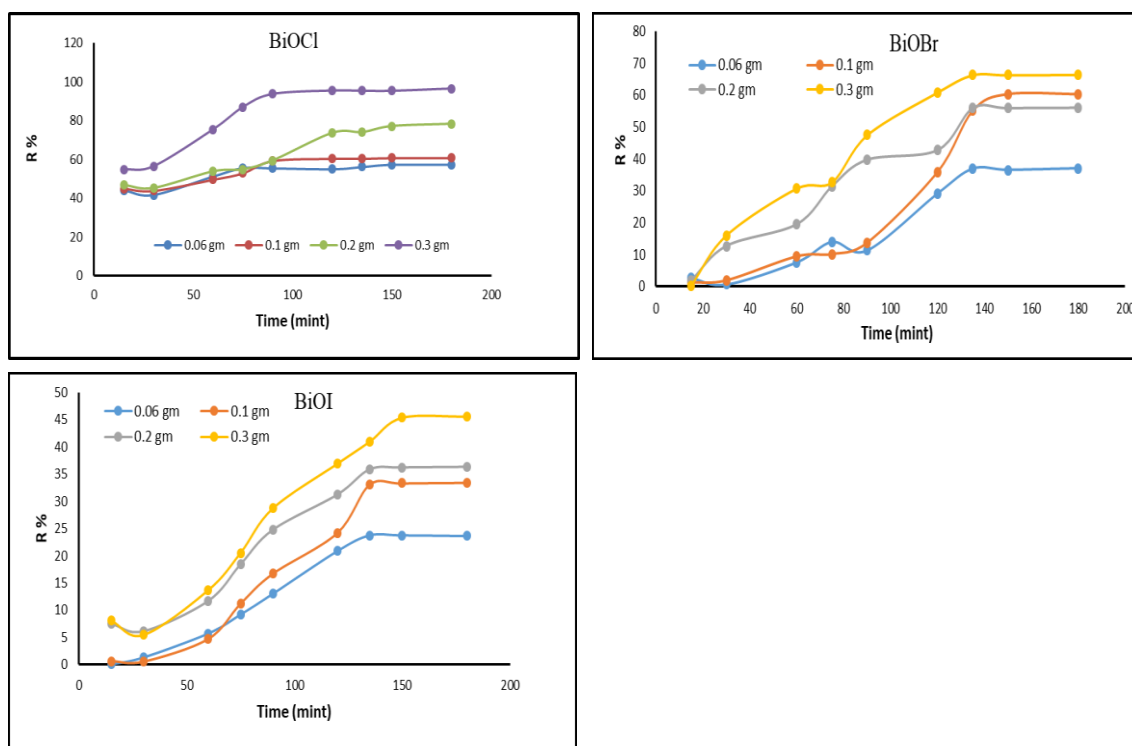 BiOCl
120
100
80
60
40
20
0
R %
0.06 gm 0.1 gm 0.2 gm 0.3 gm
0 50 100 150 200
Time (mint)
BiOBr
80
70
60
50
40
30
20
10
0
R %
0.06 gm 0.1 gm
0.2 gm 0.3 gm
0 20 40 60 80 100 120 140 160 180 200
Time (mint)
BiOI
50
45
40
35
30
25
20
15
10
5
0
R %
0.06 gm 0.1 gm
0.2 gm 0.3 gm
0 50 100 150 200
Time (mint)